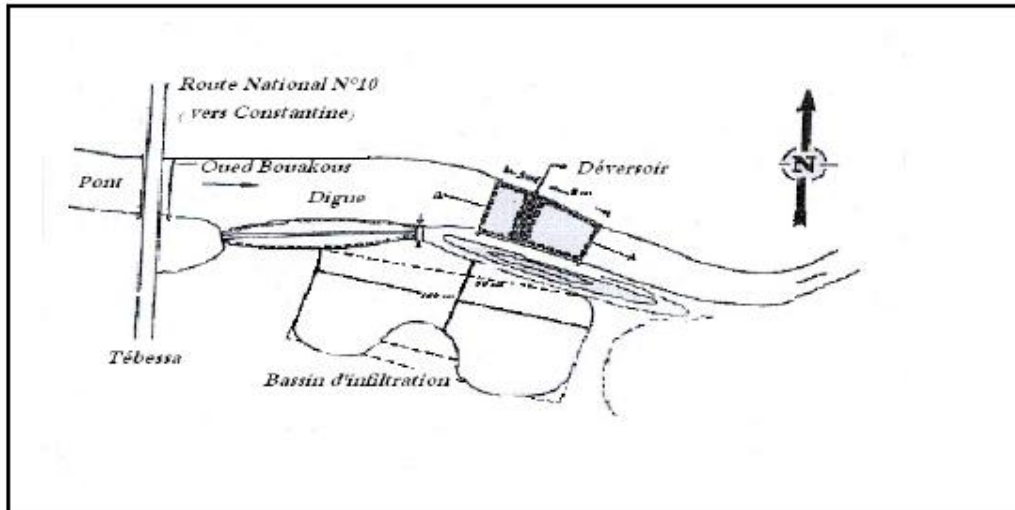 Route National N°10
( vers Constantine)
Oued Bouakous
Pont
Digue
Déversoir
N
A
Tébessa
Bassin d'infiltration